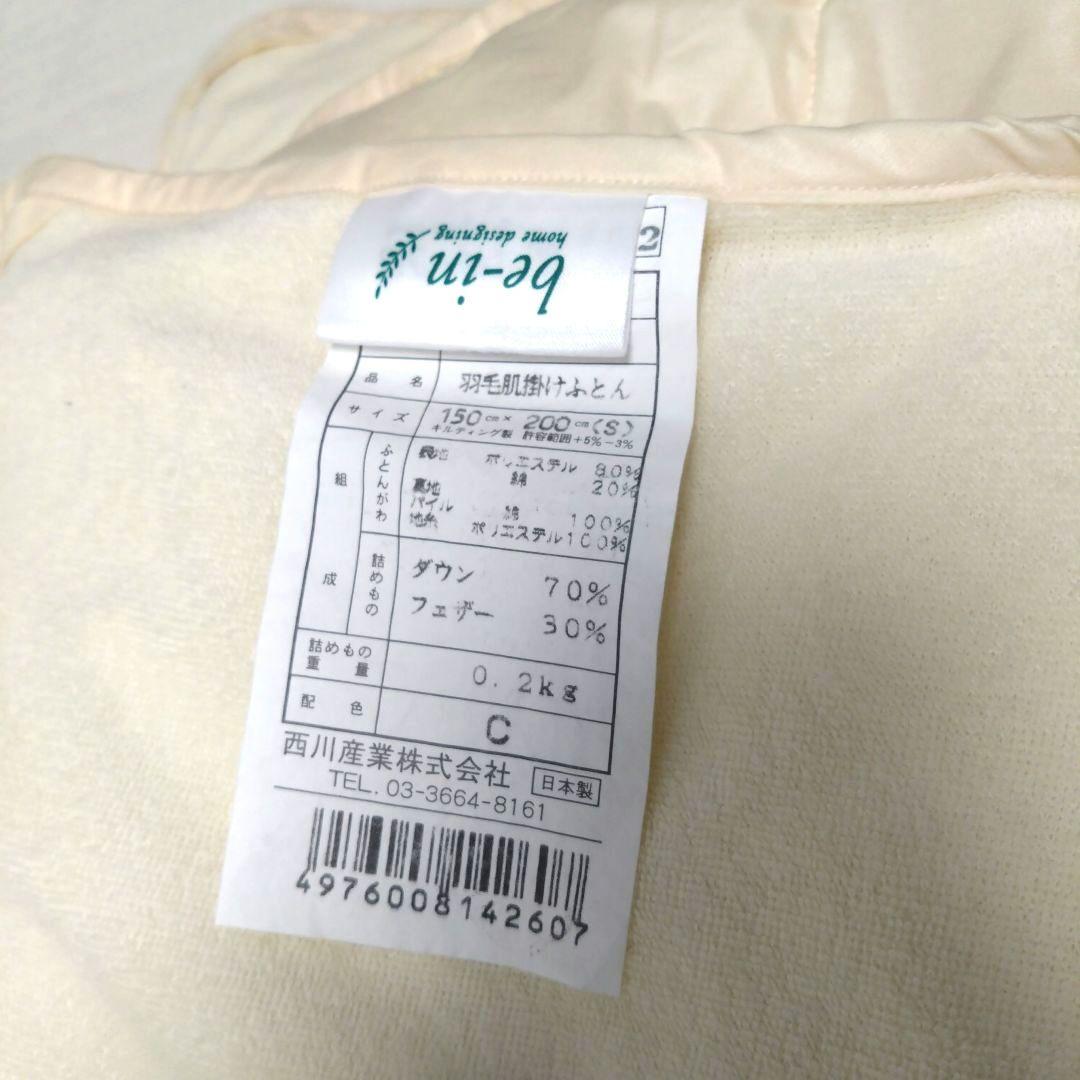 be-in
home designing
2
品名 羽毛肌掛けふとん
サイズ 150cm× 200cm(S)
キルティング製 許容範囲+5%-3%
組成
ふとんがわ
表地 ポリエステル 80%
綿 20%
裏地
パイル 綿 100%
地糸 ポリエステル100%
詰めもの
ダウン 70%
フェザー 30%
詰めもの重量 0.2kg
配色 C
西川産業株式会社 日本製
TEL. 03-3664-8161
4976008142607